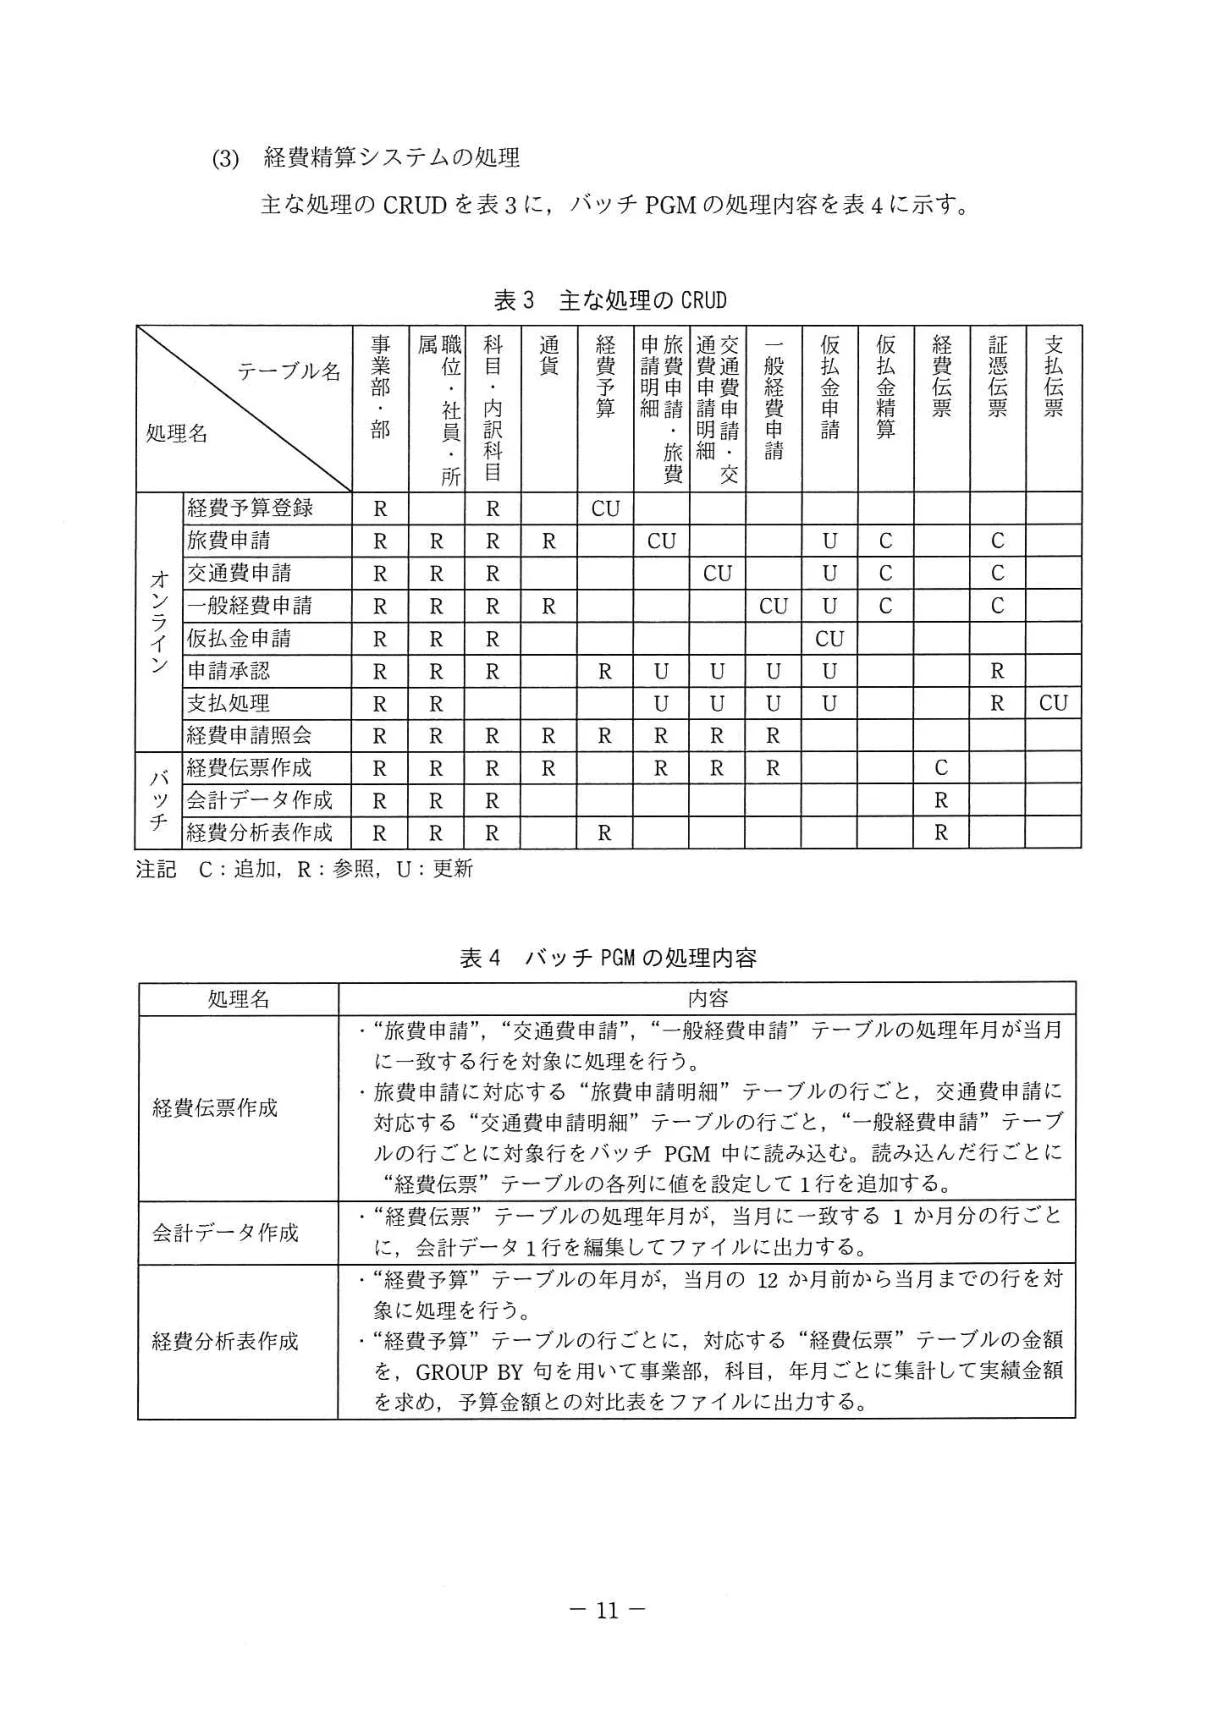 (3)　経費精算システムの処理
主な処理の CRUD を表 3 に，バッチ PGM の処理内容を表 4 に示す。
表 3　主な処理の CRUD
テーブル名
処理名
事業部・部
職位・社員・所属
科目・内訳科目
通貨
経費予算
旅費申請・旅費申請明細
交通費申請・交通費申請明細
一般経費申請
仮払金申請
仮払金精算
経費伝票
証憑伝票
支払伝票
オンライン
経費予算登録 R R CU
旅費申請 R R R R CU U C C
交通費申請 R R R CU U C C
一般経費申請 R R R R CU U C C
仮払金申請 R R R CU
申請承認 R R R R U U U U R
支払処理 R R U U U U R CU
経費申請照会 R R R R R R R R
バッチ
経費伝票作成 R R R R R R R C
会計データ作成 R R R R
経費分析表作成 R R R R R
注記　C：追加，R：参照，U：更新
表 4　バッチ PGM の処理内容
処理名 内容
経費伝票作成
・“旅費申請”，“交通費申請”，“一般経費申請” テーブルの処理年月が当月
に一致する行を対象に処理を行う。
・旅費申請に対応する “旅費申請明細” テーブルの行ごと，交通費申請に
対応する “交通費申請明細” テーブルの行ごと，“一般経費申請” テーブ
ルの行ごとに対象行をバッチ PGM 中に読み込む。読み込んだ行ごとに
“経費伝票” テーブルの各列に値を設定して 1 行を追加する。
会計データ作成
・“経費伝票” テーブルの処理年月が，当月に一致する 1 か月分の行ごと
に，会計データ 1 行を編集してファイルに出力する。
経費分析表作成
・“経費予算” テーブルの年月が，当月の 12 か月前から当月までの行を対
象に処理を行う。
・“経費予算” テーブルの行ごとに，対応する “経費伝票” テーブルの金額
を，GROUP BY 句を用いて事業部，科目，年月ごとに集計して実績金額
を求め，予算金額との対比表をファイルに出力する。
－ 11 －